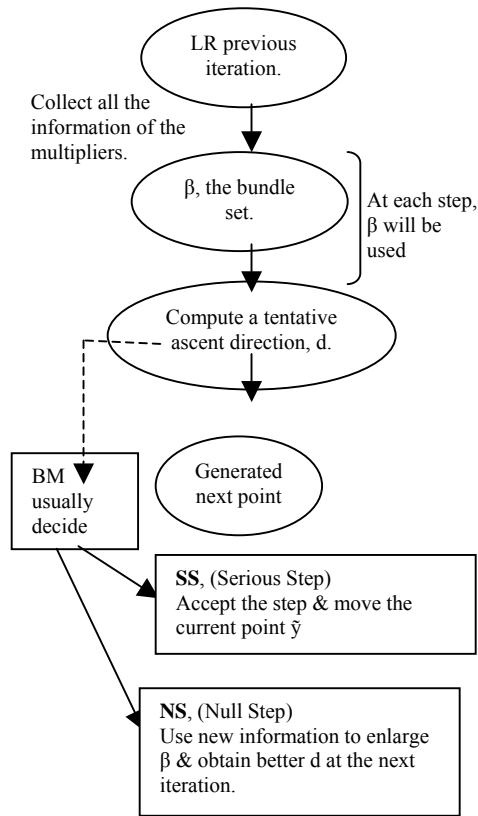 LR previous
iteration.
Collect all the
information of the
multipliers.
β, the bundle
set.
At each step,
β will be
used
Compute a tentative
ascent direction, d.
BM
usually
decide
Generated
next point
SS, (Serious Step)
Accept the step & move the
current point ỹ
NS, (Null Step)
Use new information to enlarge
β & obtain better d at the next
iteration.